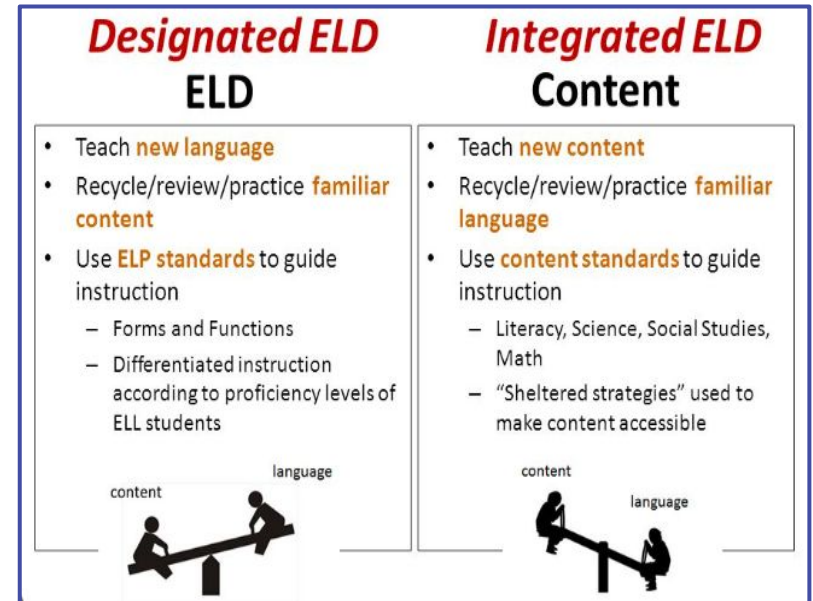 Designated ELD
ELD
• Teach new language
• Recycle/review/practice familiar
content
• Use ELP standards to guide
instruction
– Forms and Functions
– Differentiated instruction
according to proficiency levels of
ELL students
content
language
Integrated ELD
Content
• Teach new content
• Recycle/review/practice familiar
language
• Use content standards to guide
instruction
– Literacy, Science, Social Studies,
Math
– “Sheltered strategies” used to
make content accessible
content
language